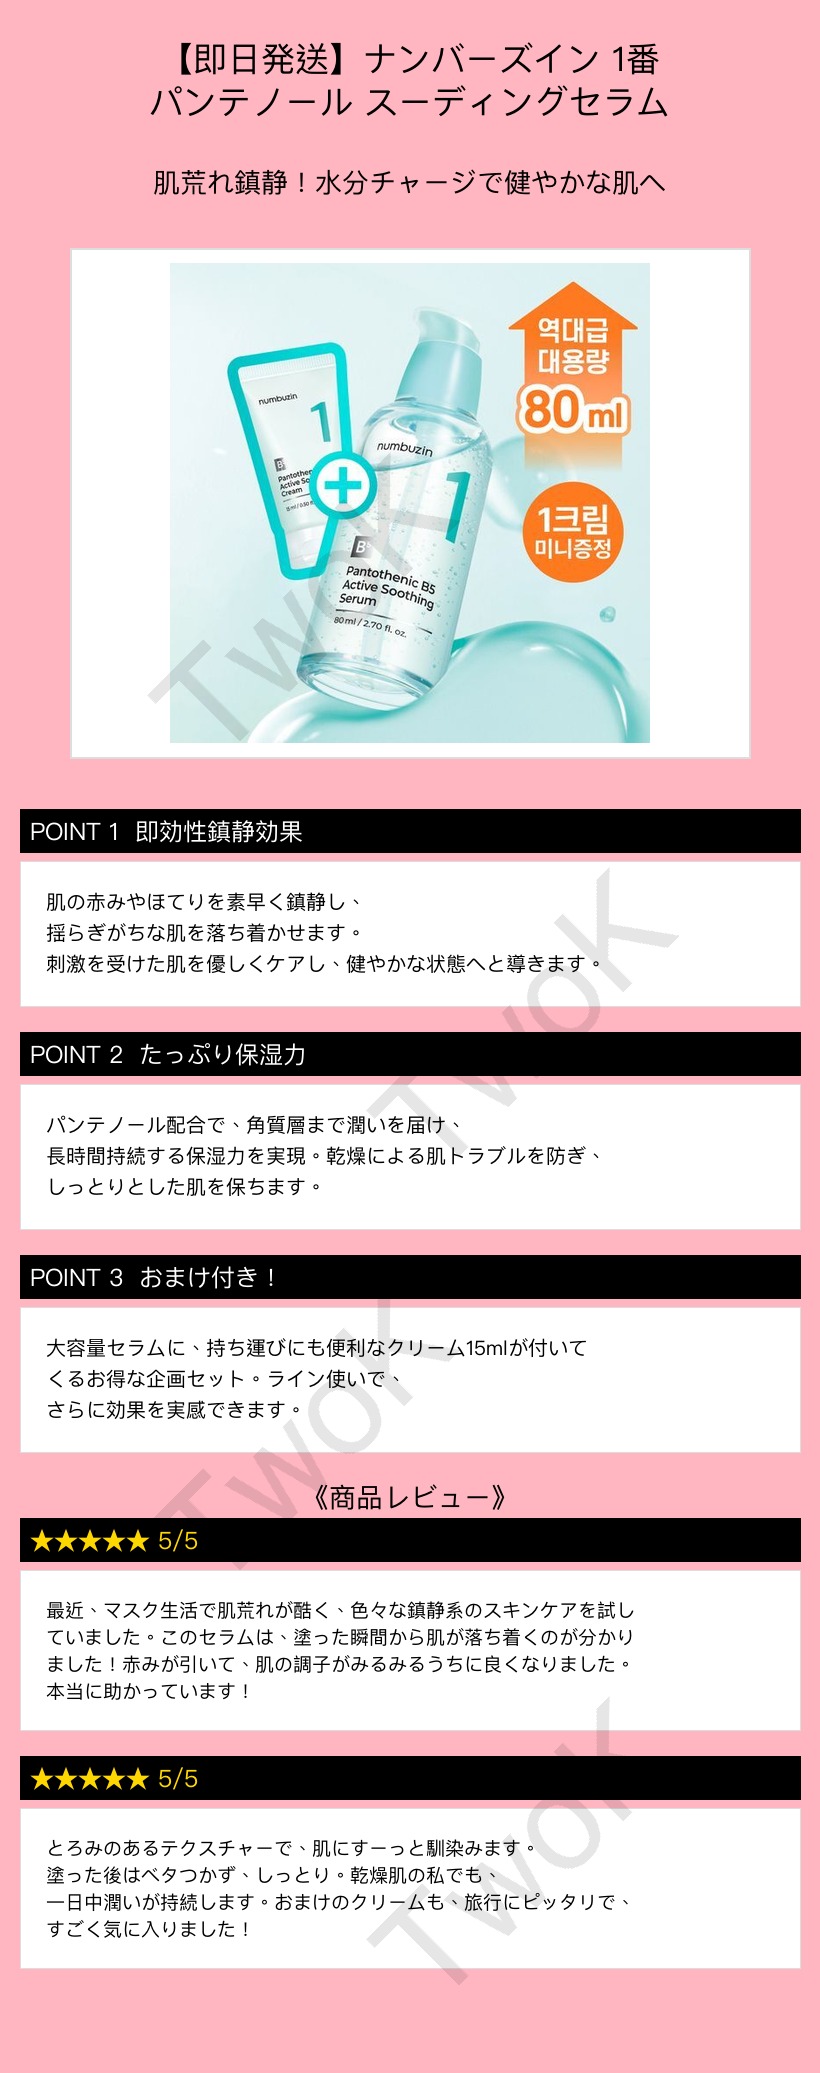 【即日発送】ナンバーズイン 1番
パンテノール スーディングセラム
肌荒れ鎮静！水分チャージで健やかな肌へ
역대급
대용량
80ml
1크림
미니증정
numbuzin
1
B5
Pantothen
Active So
Cream
numbuzin
1
B5
Pantothenic B5
Active Soothing
Serum
80ml / 2.70 fl. oz.
POINT 1 即効性鎮静効果
肌の赤みやほてりを素早く鎮静し、
揺らぎがちな肌を落ち着かせます。
刺激を受けた肌を優しくケアし、健やかな状態へと導きます。
POINT 2 たっぷり保湿力
パンテノール配合で、角質層まで潤いを届け、
長時間持続する保湿力を実現。乾燥による肌トラブルを防ぎ、
しっとりとした肌を保ちます。
POINT 3 おまけ付き！
大容量セラムに、持ち運びにも便利なクリーム15mlが付いて
くるお得な企画セット。ライン使いで、
さらに効果を実感できます。
《商品レビュー》
★★★★★ 5/5
最近、マスク生活で肌荒れが酷く、色々な鎮静系のスキンケアを試し
ていました。このセラムは、塗った瞬間から肌が落ち着くのが分かり
ました！赤みが引いて、肌の調子がみるみるうちに良くなりました。
本当に助かっています！
★★★★★ 5/5
とろみのあるテクスチャーで、肌にすーっと馴染みます。
塗った後はベタつかず、しっとり。乾燥肌の私でも、
一日中潤いが持続します。おまけのクリームも、旅行にピッタリで、
すごく気に入りました！
TwoK
TwoK
TwoK
TwoK